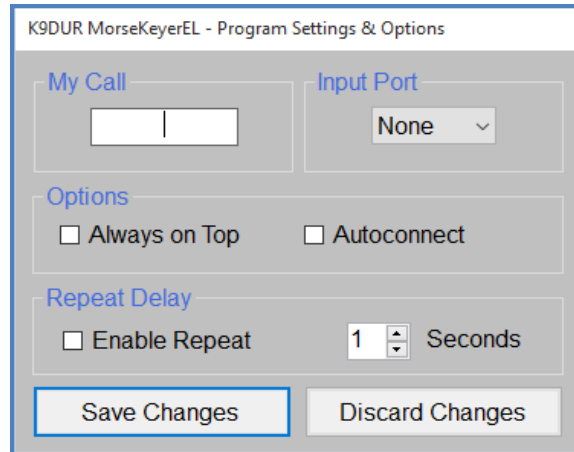 K9DUR MorseKeyerEL - Program Settings & Options
My Call
Input Port
None
Options
Always on Top
Autoconnect
Repeat Delay
Enable Repeat
1 Seconds
Save Changes
Discard Changes